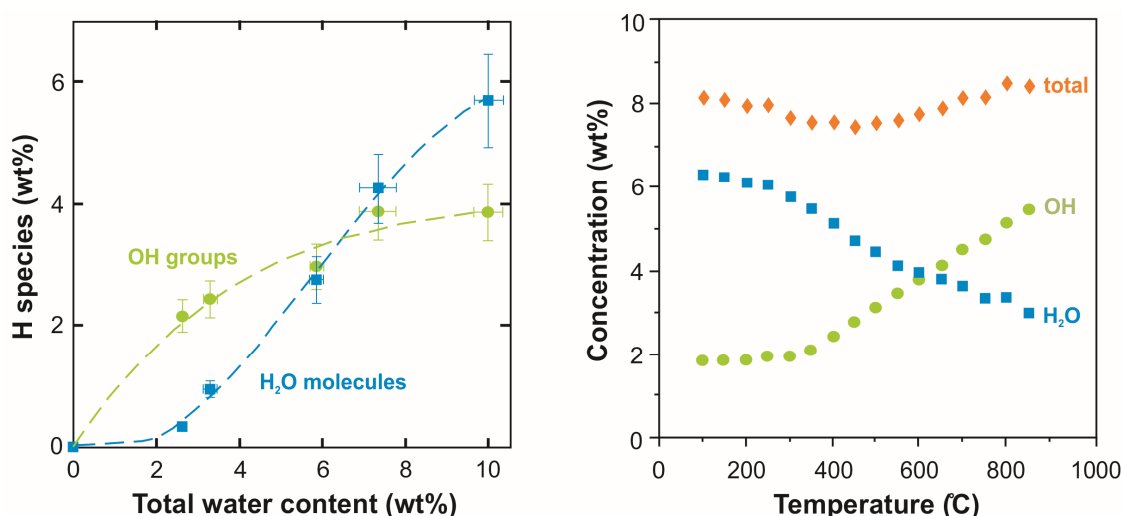 H species (wt%)
6
4
2
0
OH groups
H₂O molecules
0 2 4 6 8 10
Total water content (wt%)
Concentration (wt%)
10
8
6
4
2
0
total
OH
H₂O
0 200 400 600 800 1000
Temperature (°C)